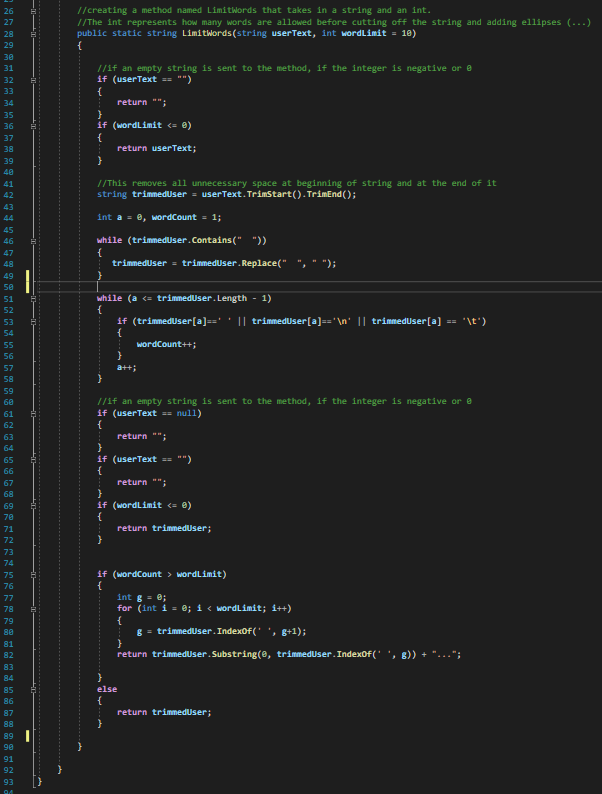 26 //creating a method named LimitWords that takes in a string and an int.
27 //The int represents how many words are allowed before cutting off the string and adding ellipses (...)
28 public static string LimitWords(string userText, int wordLimit = 10)
29 {
30
31 //if an empty string is sent to the method, if the integer is negative or 0
32 if (userText == "")
33 {
34 return "";
35 }
36 if (wordLimit <= 0)
37 {
38 return userText;
39 }
40
41 //This removes all unnecessary space at beginning of string and at the end of it
42 string trimmedUser = userText.TrimStart().TrimEnd();
43
44 int a = 0, wordCount = 1;
45
46 while (trimmedUser.Contains("  "))
47 {
48 trimmedUser = trimmedUser.Replace("  ", " ");
49 }
50
51 while (a <= trimmedUser.Length - 1)
52 {
53 if (trimmedUser[a]==' ' || trimmedUser[a]=='\n' || trimmedUser[a] == '\t')
54 {
55 wordCount++;
56 }
57 a++;
58 }
59
60 //if an empty string is sent to the method, if the integer is negative or 0
61 if (userText == null)
62 {
63 return "";
64 }
65 if (userText == "")
66 {
67 return "";
68 }
69 if (wordLimit <= 0)
70 {
71 return trimmedUser;
72 }
73
74
75 if (wordCount > wordLimit)
76 {
77 int g = 0;
78 for (int i = 0; i < wordLimit; i++)
79 {
80 g = trimmedUser.IndexOf(' ', g+1);
81 }
82 return trimmedUser.Substring(0, trimmedUser.IndexOf(' ', g)) + "...";
83
84 }
85 else
86 {
87 return trimmedUser;
88 }
89
90 }
91
92 }
93 }